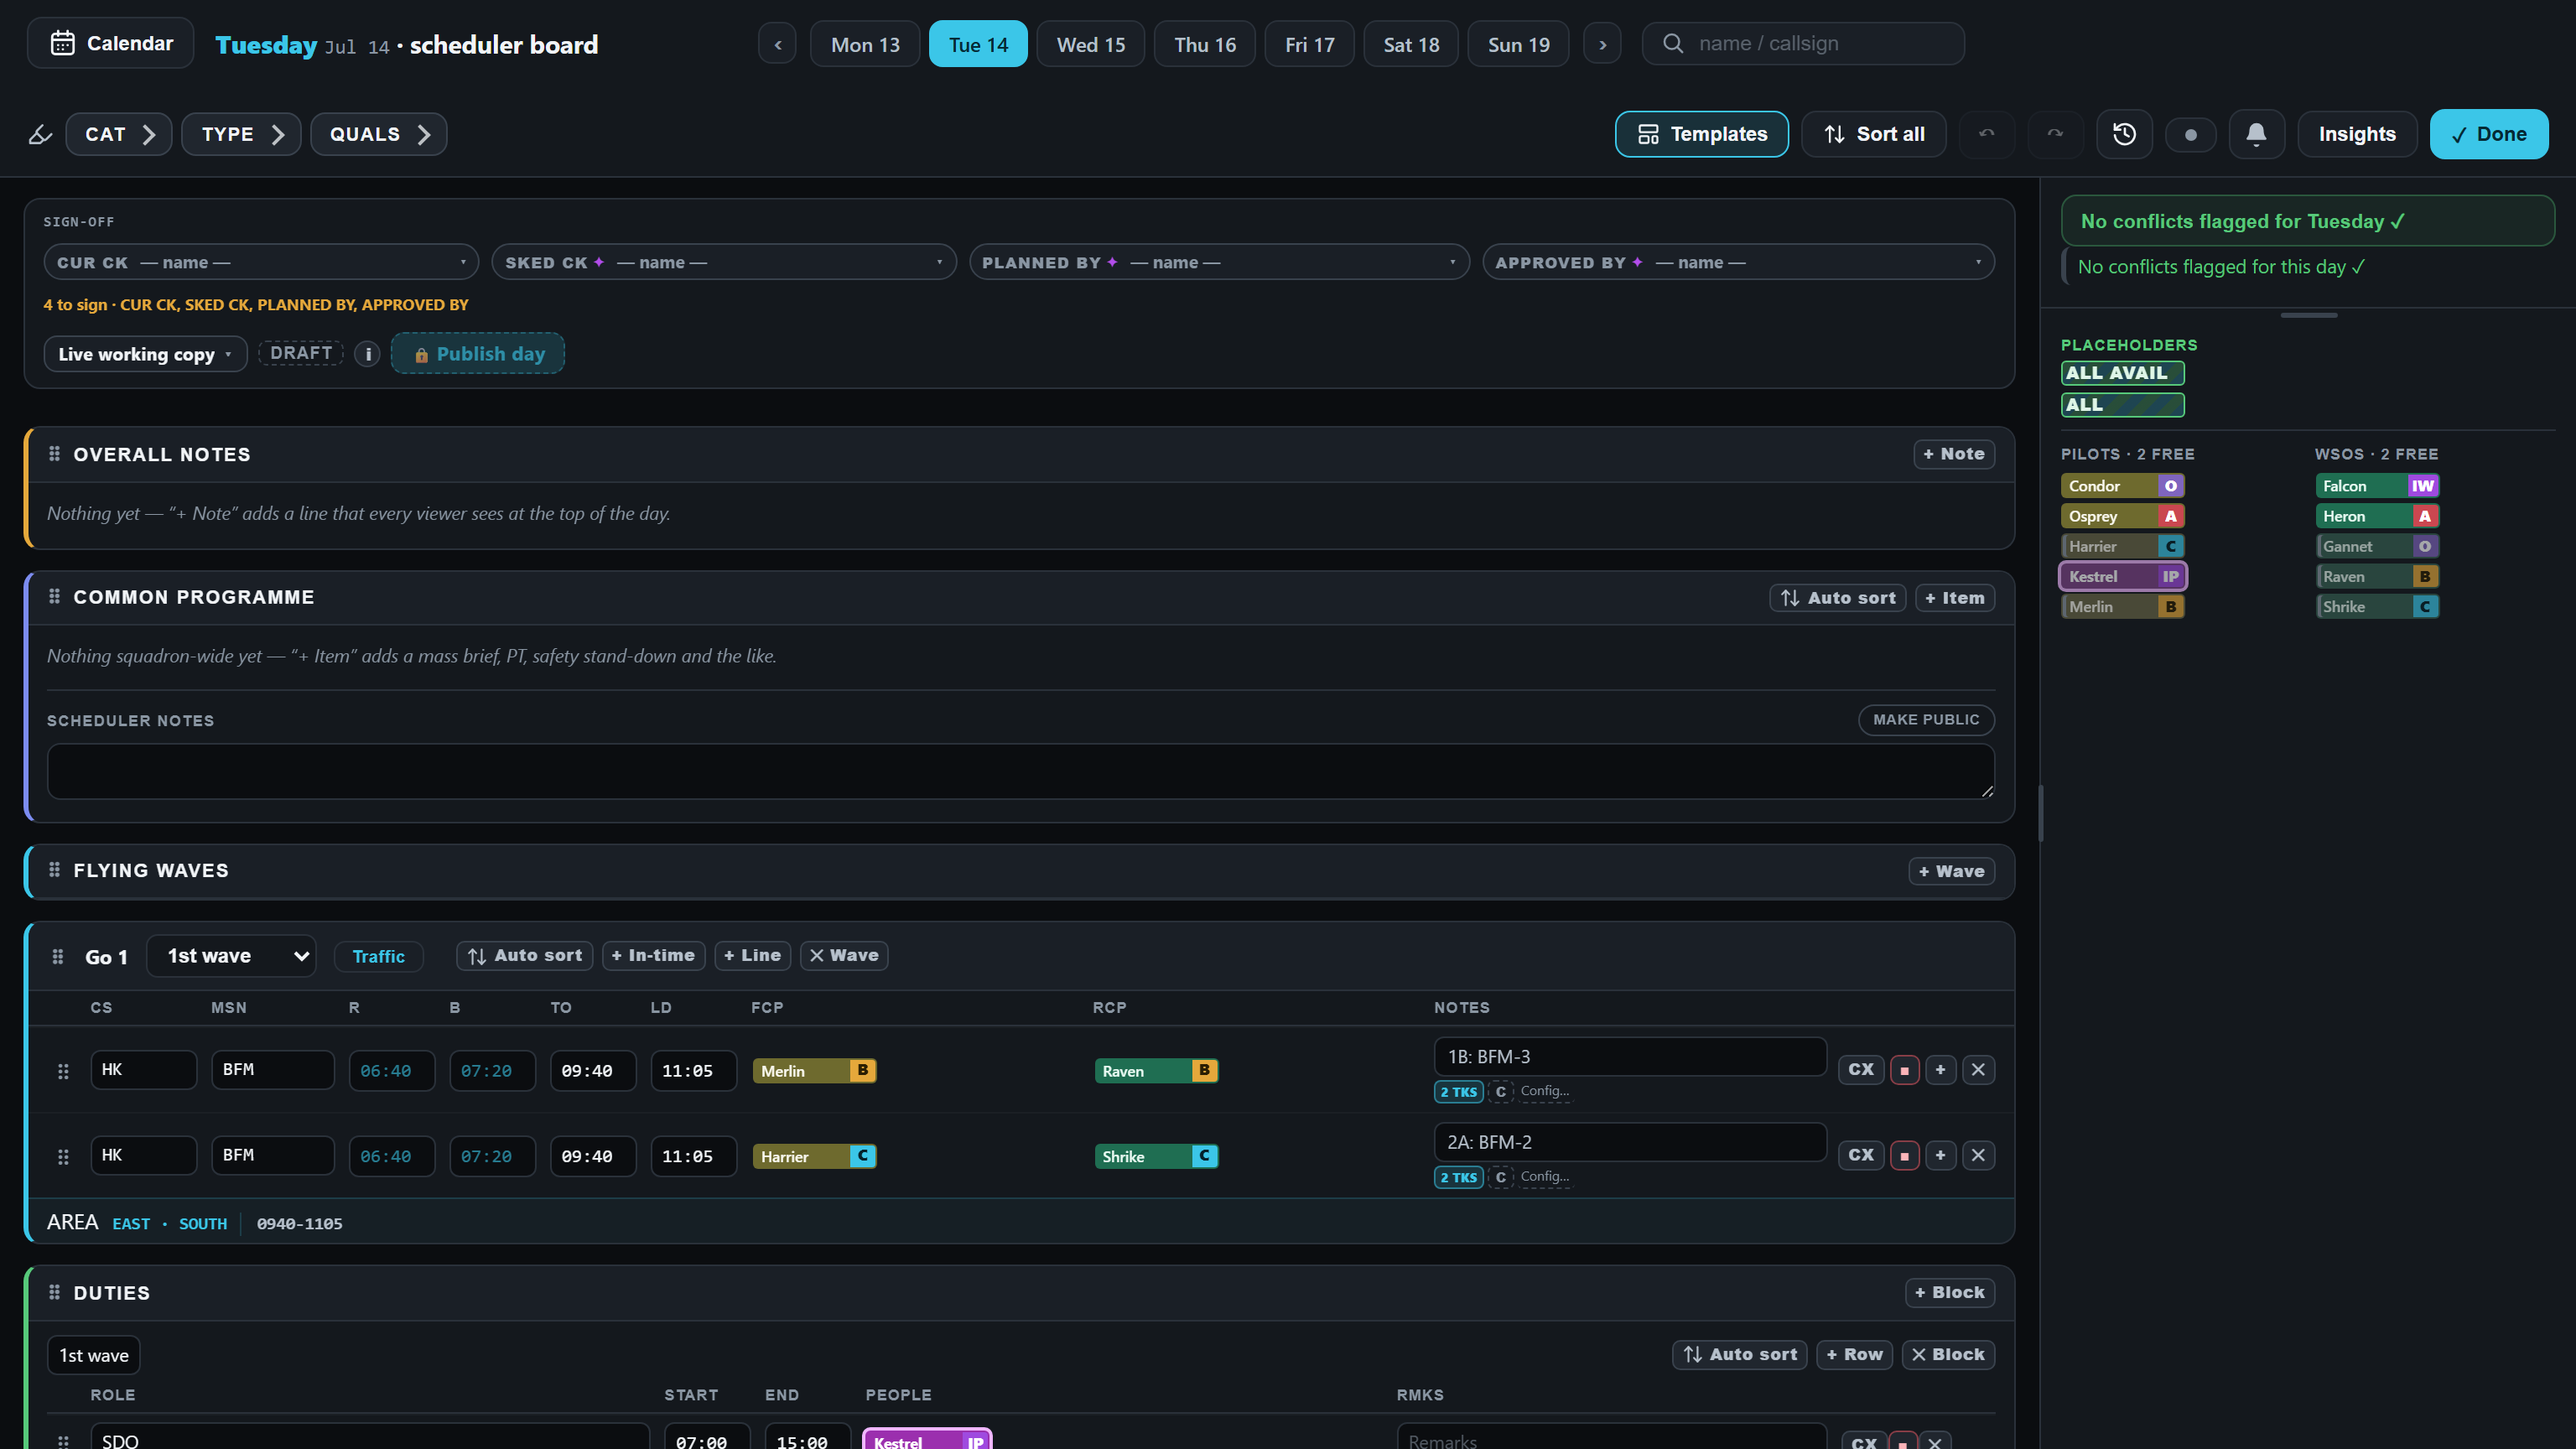 Calendar
Tuesday Jul 14 · scheduler board
‹ Mon 13 Tue 14 Wed 15 Thu 16 Fri 17 Sat 18 Sun 19 ›
name / callsign
CAT TYPE QUALS
Templates Sort all Insights ✓ Done
SIGN-OFF
CUR CK — name —
SKED CK ✦ — name —
PLANNED BY ✦ — name —
APPROVED BY ✦ — name —
4 to sign · CUR CK, SKED CK, PLANNED BY, APPROVED BY
Live working copy DRAFT i Publish day
OVERALL NOTES + Note
Nothing yet — “+ Note” adds a line that every viewer sees at the top of the day.
COMMON PROGRAMME Auto sort + Item
Nothing squadron-wide yet — “+ Item” adds a mass brief, PT, safety stand-down and the like.
SCHEDULER NOTES MAKE PUBLIC
FLYING WAVES + Wave
Go 1 1st wave Traffic Auto sort + In-time + Line ✕ Wave
CS MSN R B TO LD FCP RCP NOTES
HK BFM 06:40 07:20 09:40 11:05 Merlin B Raven B 1B: BFM-3 CX + ✕
2 TKS C Config...
HK BFM 06:40 07:20 09:40 11:05 Harrier C Shrike C 2A: BFM-2 CX + ✕
2 TKS C Config...
AREA EAST · SOUTH 0940-1105
DUTIES + Block
1st wave Auto sort + Row ✕ Block
ROLE START END PEOPLE RMKS
SDO 07:00 15:00 Kestrel IP Remarks CX ✕
No conflicts flagged for Tuesday ✓
No conflicts flagged for this day ✓
PLACEHOLDERS
ALL AVAIL
ALL
PILOTS · 2 FREE WSOS · 2 FREE
Condor O Falcon IW
Osprey A Heron A
Harrier C Gannet O
Kestrel IP Raven B
Merlin B Shrike C